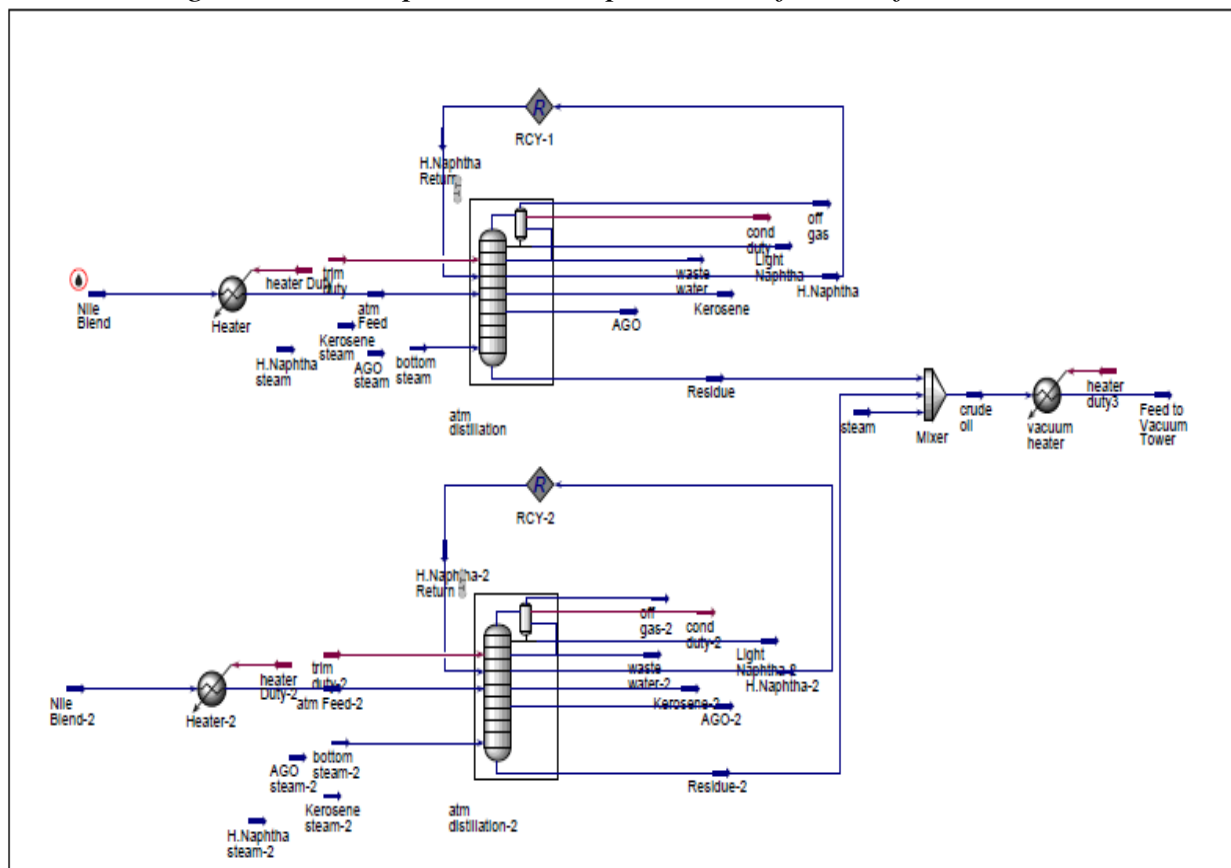 RCY-1
H.Naphtha
Return
off
gas
cond
duty
Light
Naphtha
H.Naphtha
waste
water
Kerosene
AGO
trim
duty
heater Duty
Nile
Blend
Heater
atm
Feed
Kerosene
steam
H.Naphtha
steam
AGO
steam
bottom
steam
Residue
atm
distillation
steam
Mixer
crude
oil
vacuum
heater
heater
duty3
Feed to
Vacuum
Tower
RCY-2
H.Naphtha-2
Return
off
gas-2
cond
duty-2
Light
Naphtha-2
H.Naphtha-2
waste
water-2
Kerosene-2
AGO-2
trim
duty-2
heater
Duty-2
atm Feed-2
Nile
Blend-2
Heater-2
AGO
steam-2
bottom
steam-2
Kerosene
steam-2
H.Naphtha
steam-2
Residue-2
atm
distillation-2